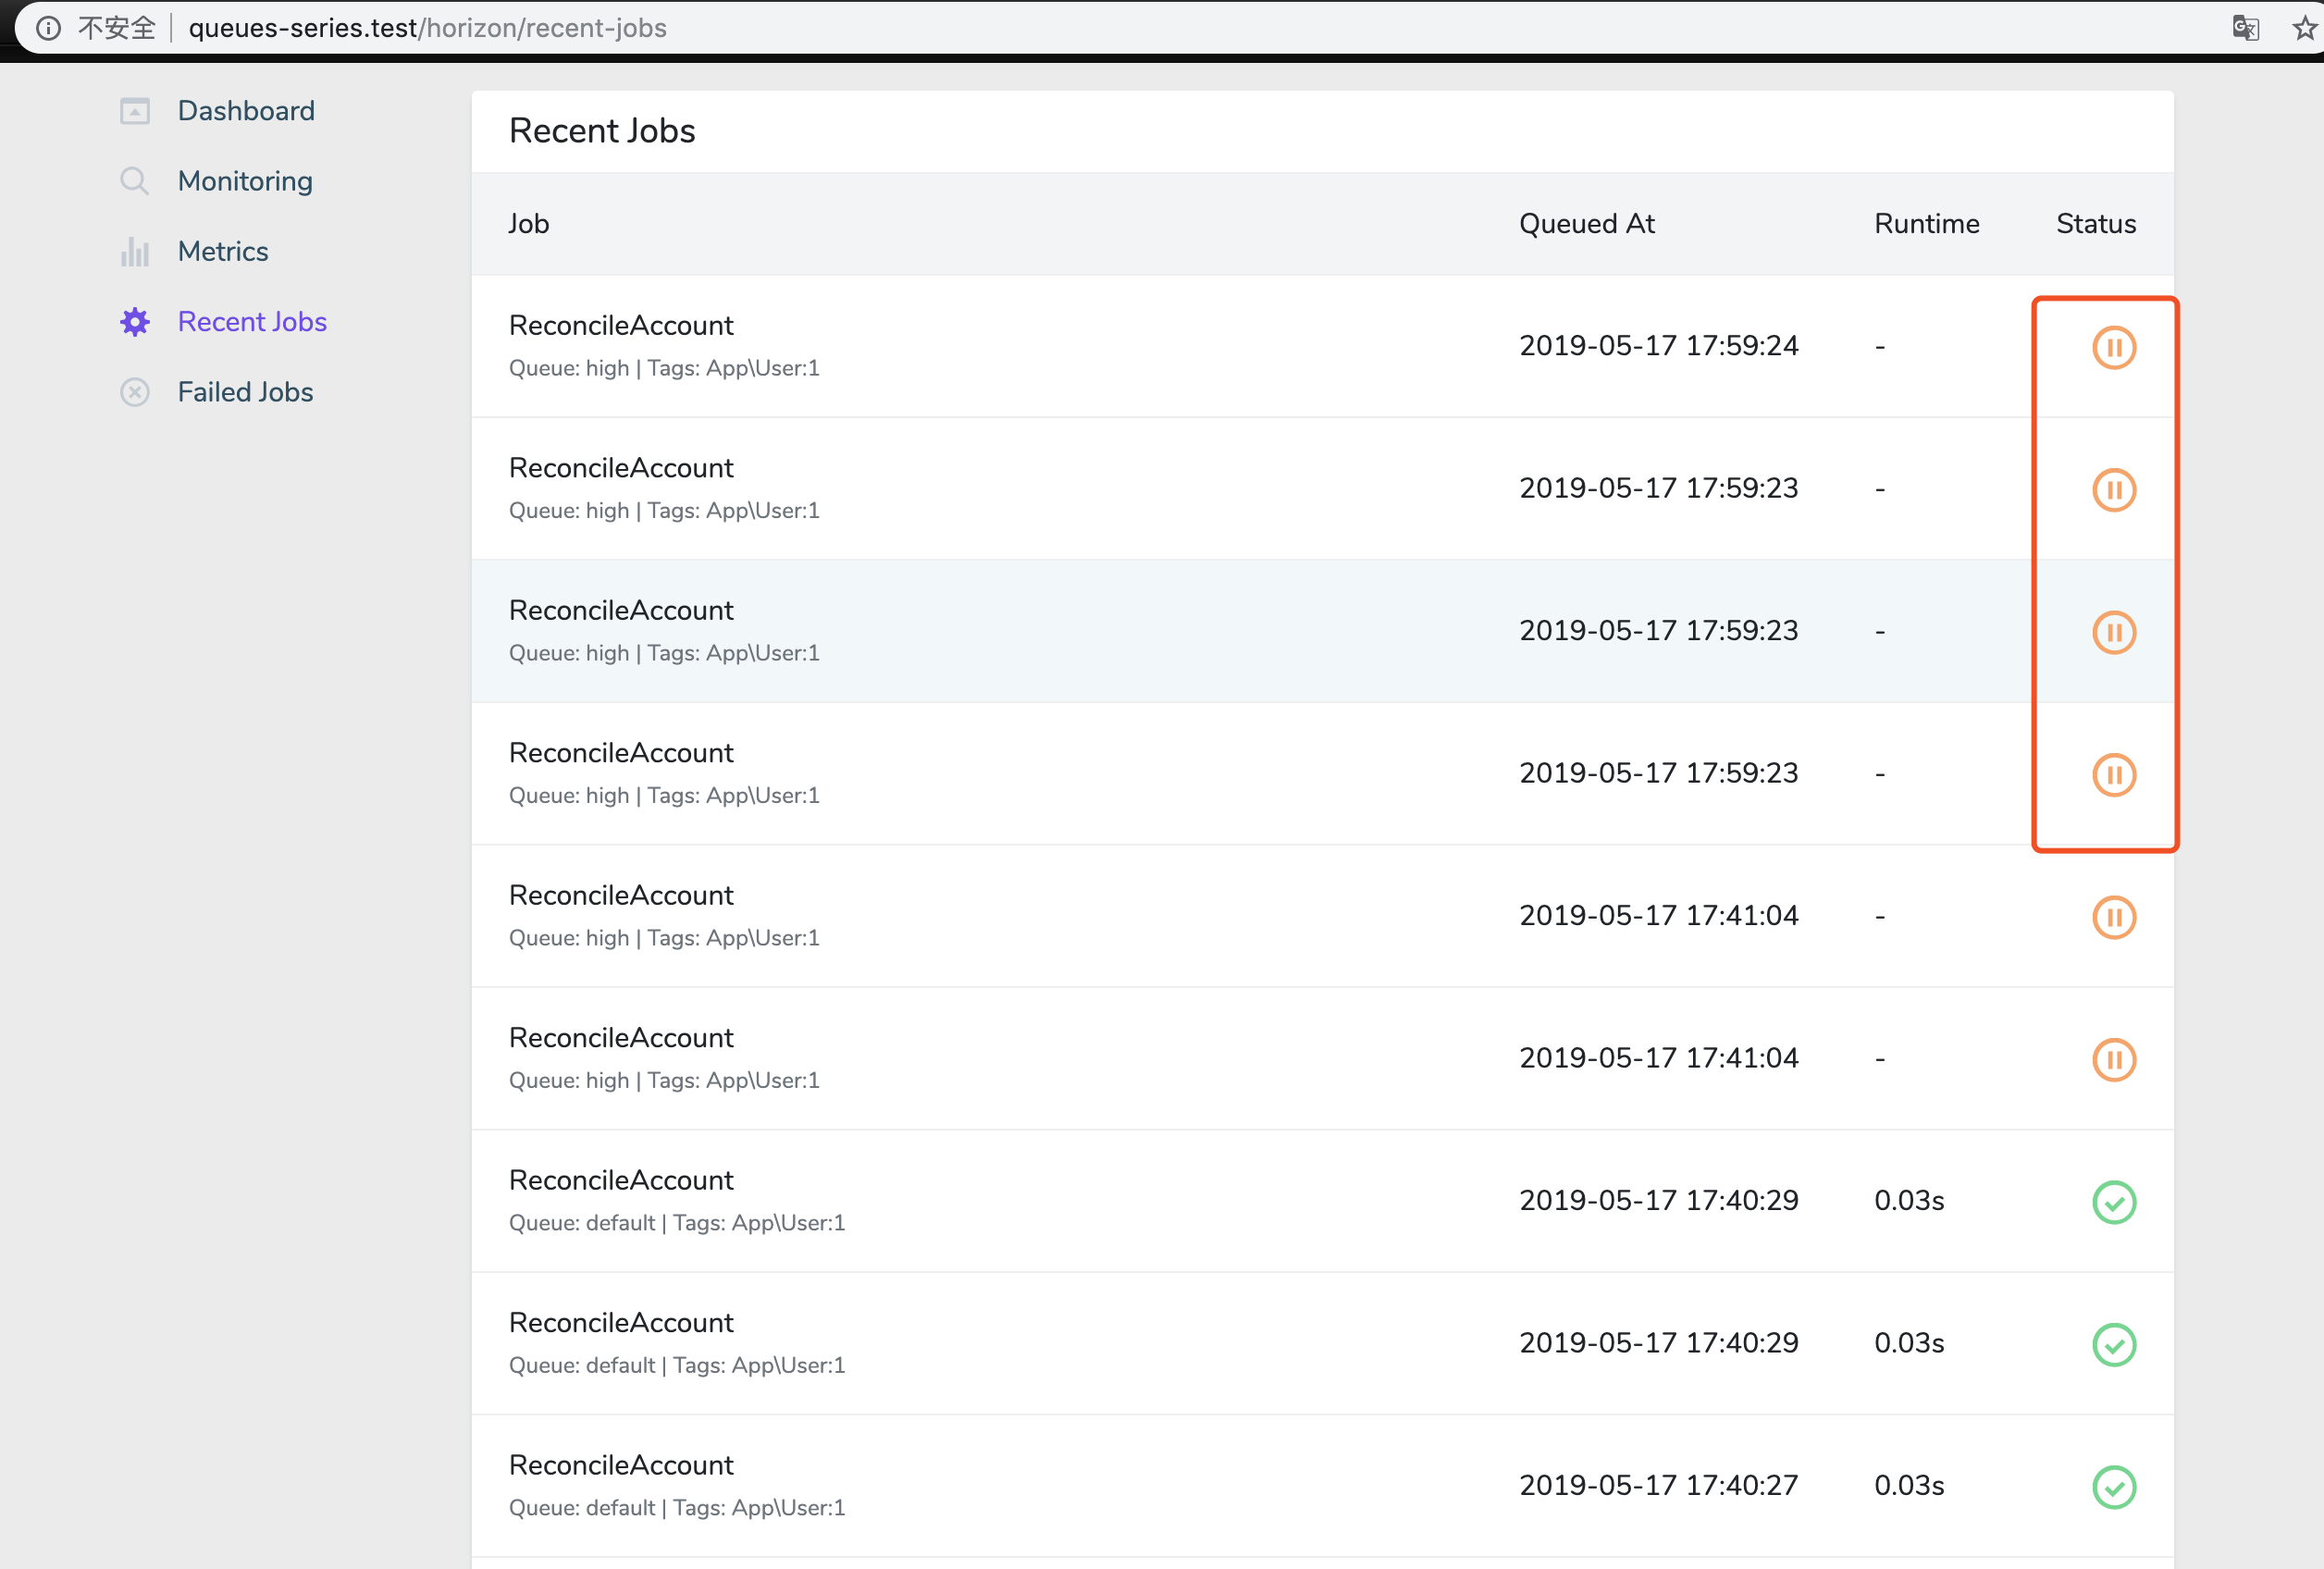 不安全 queues-series.test/horizon/recent-jobs
Dashboard
Monitoring
Metrics
Recent Jobs
Failed Jobs
Recent Jobs
Job Queued At Runtime Status
ReconcileAccount
Queue: high | Tags: App\User:1
2019-05-17 17:59:24 -
ReconcileAccount
Queue: high | Tags: App\User:1
2019-05-17 17:59:23 -
ReconcileAccount
Queue: high | Tags: App\User:1
2019-05-17 17:59:23 -
ReconcileAccount
Queue: high | Tags: App\User:1
2019-05-17 17:59:23 -
ReconcileAccount
Queue: high | Tags: App\User:1
2019-05-17 17:41:04 -
ReconcileAccount
Queue: high | Tags: App\User:1
2019-05-17 17:41:04 -
ReconcileAccount
Queue: default | Tags: App\User:1
2019-05-17 17:40:29 0.03s
ReconcileAccount
Queue: default | Tags: App\User:1
2019-05-17 17:40:29 0.03s
ReconcileAccount
Queue: default | Tags: App\User:1
2019-05-17 17:40:27 0.03s